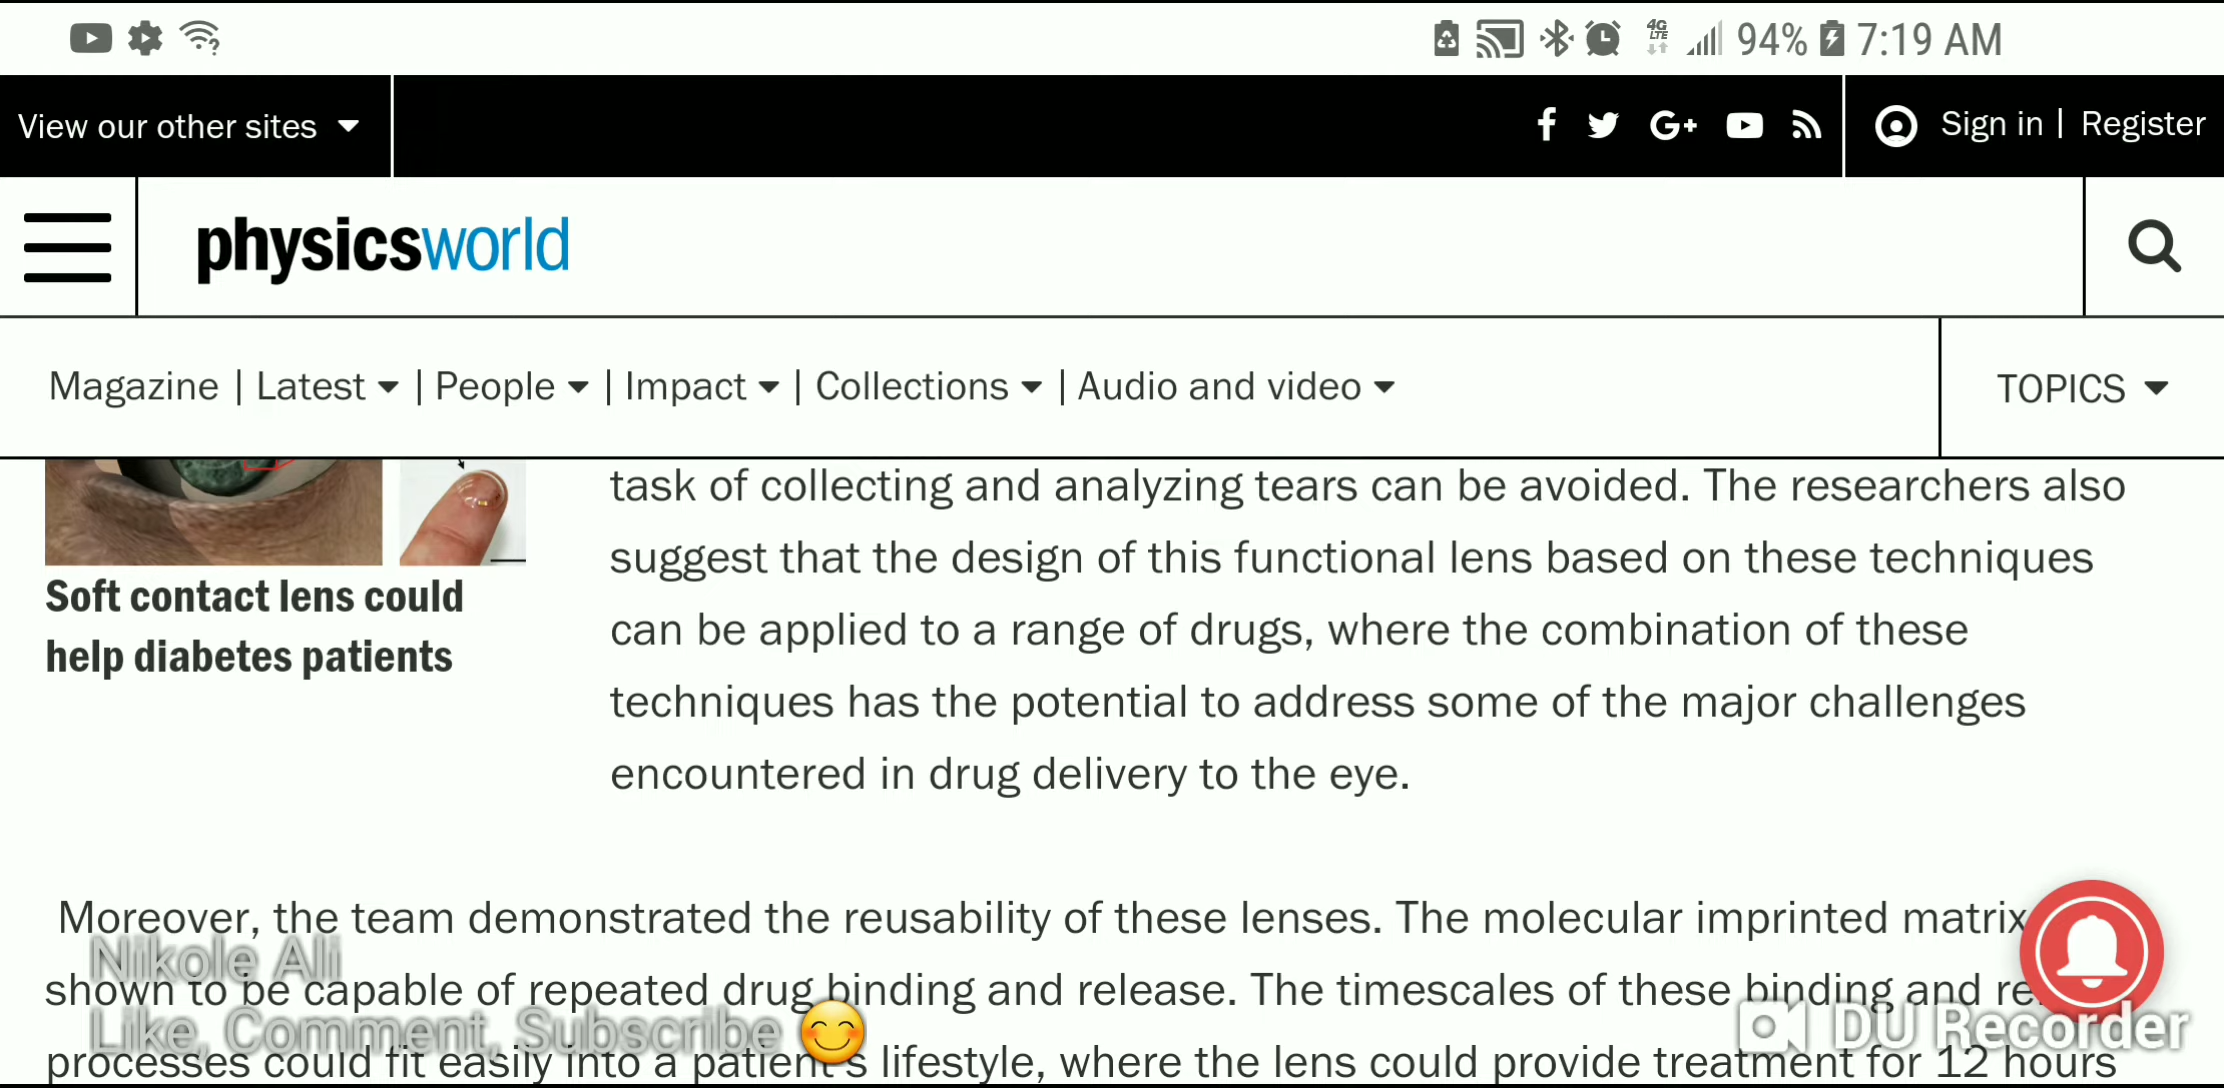 4G
LTE
94% 7:19 AM
View our other sites
f G+ Sign in | Register
physicsworld
Magazine | Latest | People | Impact | Collections | Audio and video
TOPICS
task of collecting and analyzing tears can be avoided. The researchers also
suggest that the design of this functional lens based on these techniques
can be applied to a range of drugs, where the combination of these
techniques has the potential to address some of the major challenges
encountered in drug delivery to the eye.
Soft contact lens could
help diabetes patients
Moreover, the team demonstrated the reusability of these lenses. The molecular imprinted matrix
Nikole Ali
shown to be capable of repeated drug binding and release. The timescales of these binding and re
Like, Comment, Subscribe 😊
DU Recorder
processes could fit easily into a patient's lifestyle, where the lens could provide treatment for 12 hours